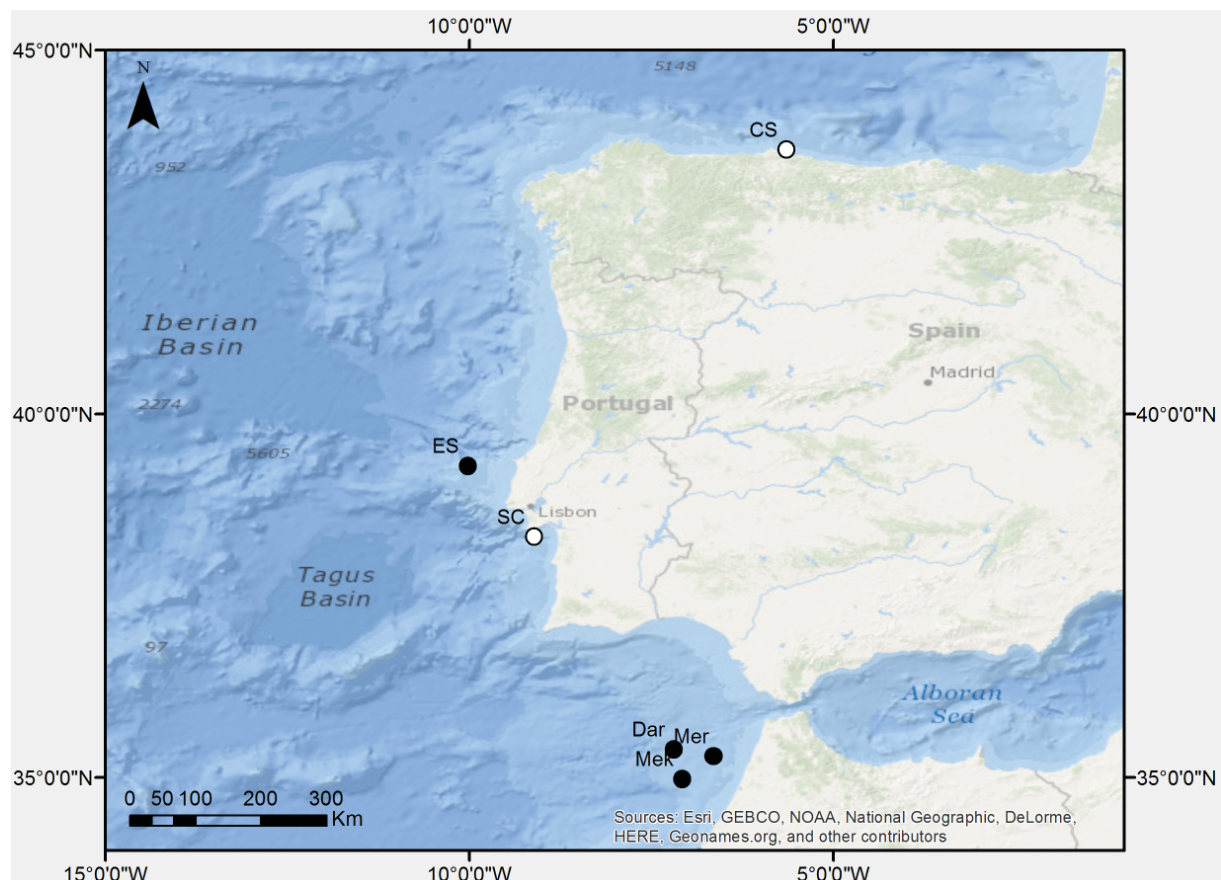 10°0'0"W
5°0'0"W
45°0'0"N
N
5148
CS
952
Iberian
Basin
Spain
Madrid
Portugal
2274
40°0'0"N
40°0'0"N
ES
5605
SC
Lisbon
Tagus
Basin
97
Alboran
Sea
Dar
Mer
Mek
35°0'0"N
35°0'0"N
0 50 100 200 300
Km
Sources: Esri, GEBCO, NOAA, National Geographic, DeLorme,
HERE, Geonames.org, and other contributors
15°0'0"W
10°0'0"W
5°0'0"W